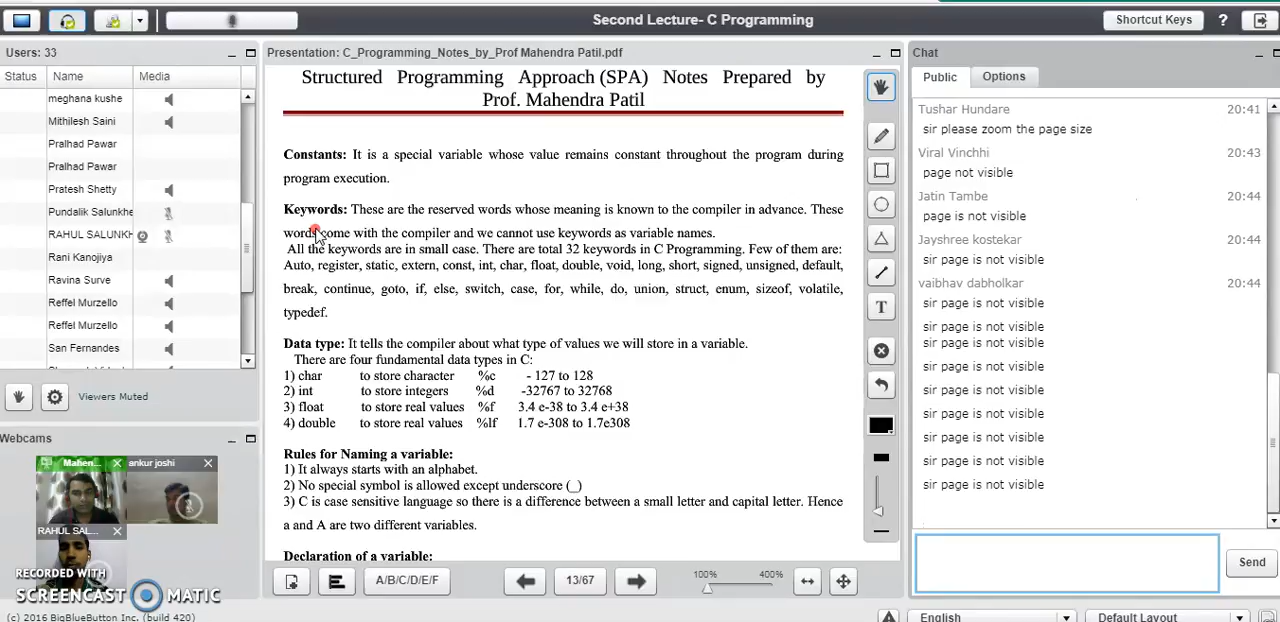 Second Lecture- C Programming
Shortcut Keys
?
Users: 33
Status Name Media
meghana kushe
Mithilesh Saini
Pralhad Pawar
Pralhad Pawar
Pratesh Shetty
Pundalik Salunkhe
RAHUL SALUNKH
Rani Kanojiya
Ravina Surve
Reffel Murzello
Reffel Murzello
San Fernandes
Viewers Muted
Webcams
Mahen...
ankur joshi
RAHUL SAL...
RECORDED WITH
SCREENCAST MATIC
(c) 2016 BigBlueButton Inc. (build 420)
Presentation: C_Programming_Notes_by_Prof Mahendra Patil.pdf
Structured Programming Approach (SPA) Notes Prepared by
Prof. Mahendra Patil
Constants: It is a special variable whose value remains constant throughout the program during
program execution.
Keywords: These are the reserved words whose meaning is known to the compiler in advance. These
words come with the compiler and we cannot use keywords as variable names.
All the keywords are in small case. There are total 32 keywords in C Programming. Few of them are:
Auto, register, static, extern, const, int, char, float, double, void, long, short, signed, unsigned, default,
break, continue, goto, if, else, switch, case, for, while, do, union, struct, enum, sizeof, volatile,
typedef.
Data type: It tells the compiler about what type of values we will store in a variable.
There are four fundamental data types in C:
1) char to store character %c - 127 to 128
2) int to store integers %d -32767 to 32768
3) float to store real values %f 3.4 e-38 to 3.4 e+38
4) double to store real values %lf 1.7 e-308 to 1.7e308
Rules for Naming a variable:
1) It always starts with an alphabet.
2) No special symbol is allowed except underscore (_)
3) C is case sensitive language so there is a difference between a small letter and capital letter. Hence
a and A are two different variables.
Declaration of a variable:
T
A/B/C/D/E/F
13/67
100% 400%
Chat
Public Options
Tushar Hundare 20:41
sir please zoom the page size
Viral Vinchhi 20:43
page not visible
Jatin Tambe 20:44
page is not visible
Jayshree kostekar 20:44
sir page is not visible
vaibhav dabholkar 20:44
sir page is not visible
sir page is not visible
sir page is not visible
sir page is not visible
sir page is not visible
sir page is not visible
sir page is not visible
sir page is not visible
sir page is not visible
Send
English
Default Layout